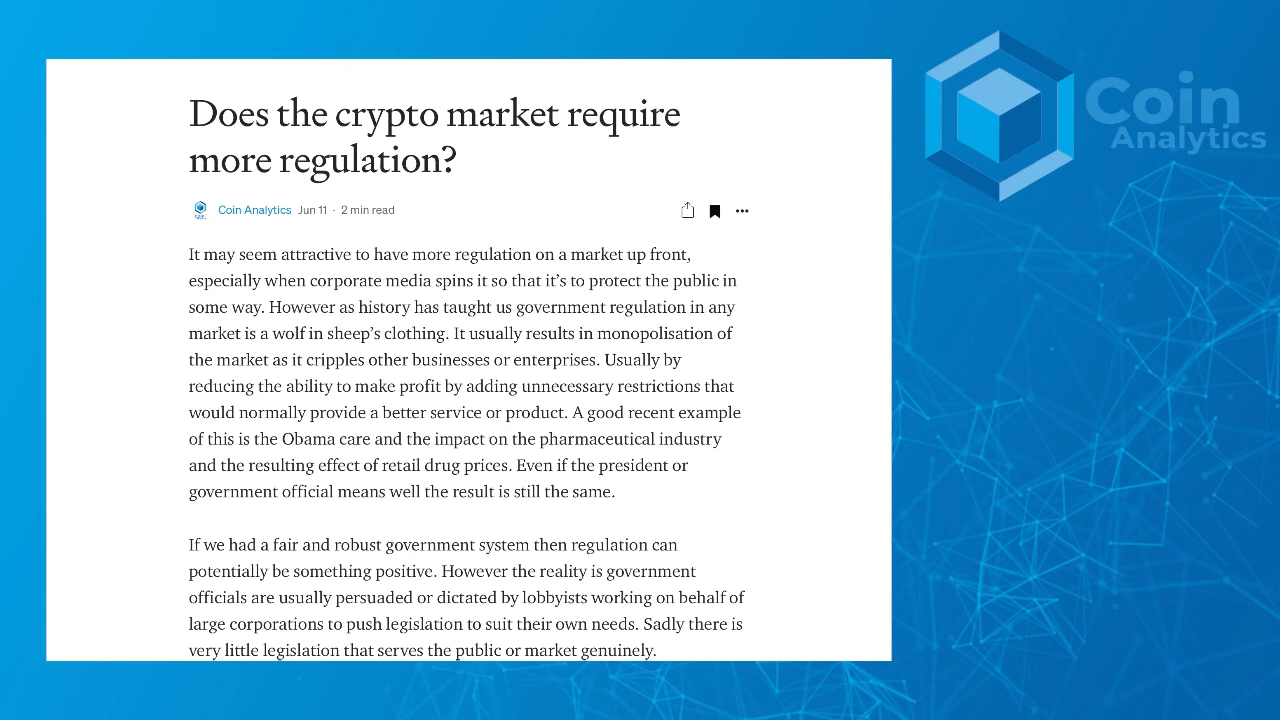 Coin
Analytics
Does the crypto market require
more regulation?
Coin Analytics Jun 11 · 2 min read
It may seem attractive to have more regulation on a market up front,
especially when corporate media spins it so that it’s to protect the public in
some way. However as history has taught us government regulation in any
market is a wolf in sheep’s clothing. It usually results in monopolisation of
the market as it cripples other businesses or enterprises. Usually by
reducing the ability to make profit by adding unnecessary restrictions that
would normally provide a better service or product. A good recent example
of this is the Obama care and the impact on the pharmaceutical industry
and the resulting effect of retail drug prices. Even if the president or
government official means well the result is still the same.
If we had a fair and robust government system then regulation can
potentially be something positive. However the reality is government
officials are usually persuaded or dictated by lobbyists working on behalf of
large corporations to push legislation to suit their own needs. Sadly there is
very little legislation that serves the public or market genuinely.